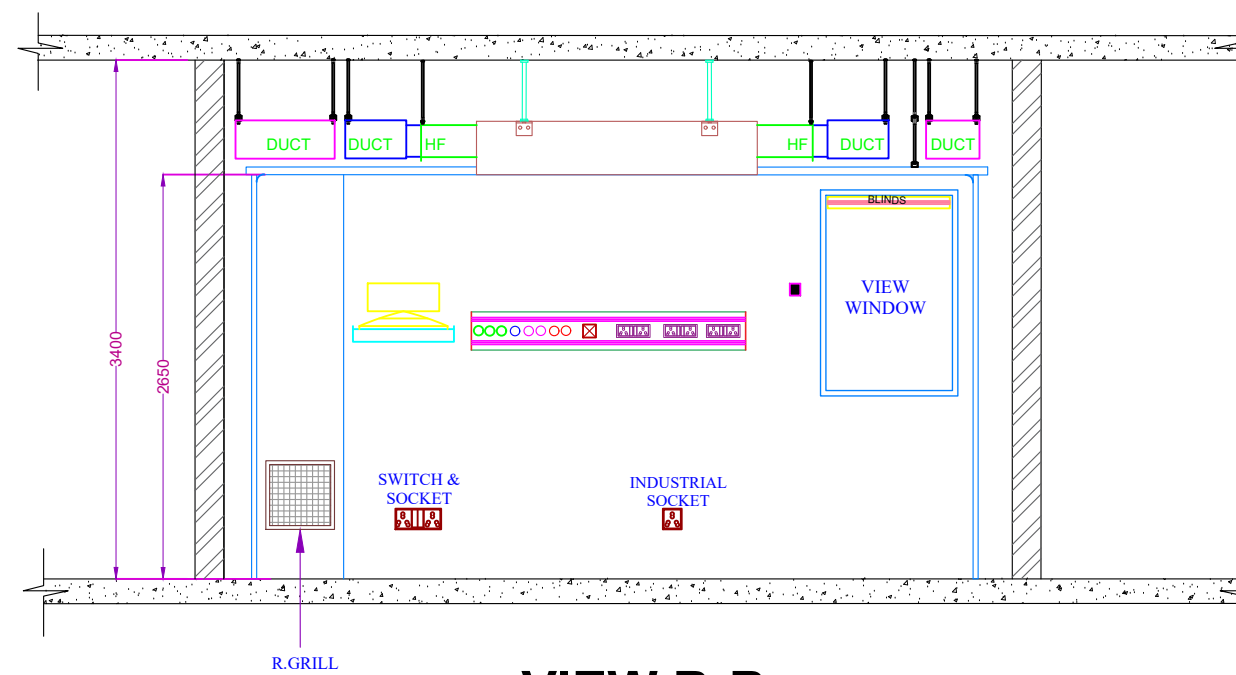 DUCT
DUCT
HF
HF
DUCT
DUCT
BLINDS
VIEW
WINDOW
3400
2650
SWITCH &
SOCKET
INDUSTRIAL
SOCKET
R.GRILL